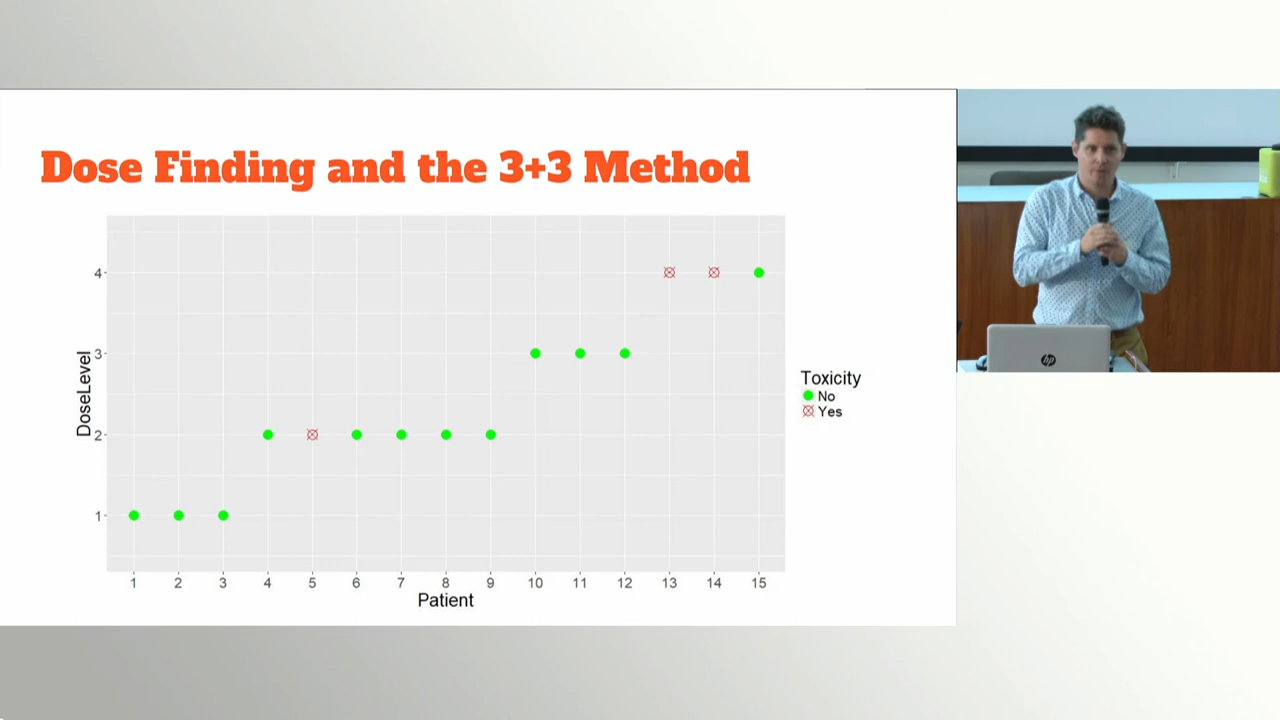 Dose Finding and the 3+3 Method
DoseLevel
4
3
2
1
1 2 3 4 5 6 7 8 9 10 11 12 13 14 15
Patient
Toxicity
No
Yes
hp